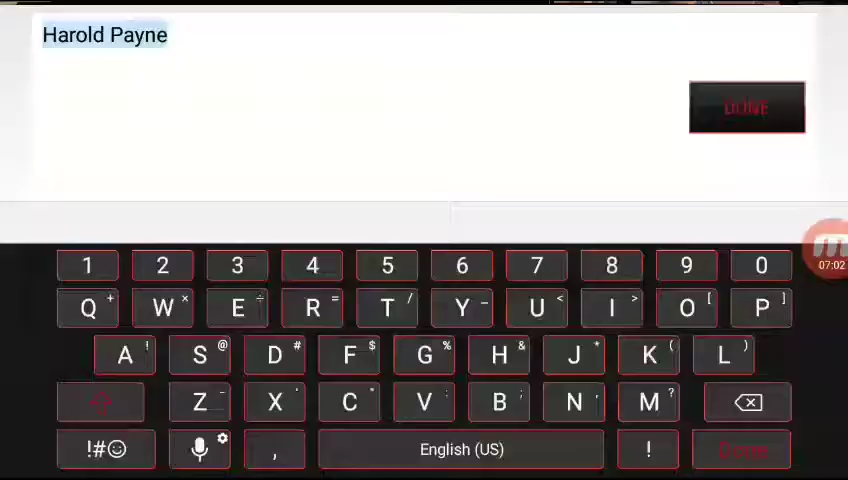 Harold Payne
DONE
07:02
1 2 3 4 5 6 7 8 9 0
Q + W × E ÷ R = T / Y _ U < I > O [ P ]
A ! S @ D # F $ G % H & J * K ( L )
Z - X ' C " V : B ; N , M ?
!#☺ , English (US) ! Done